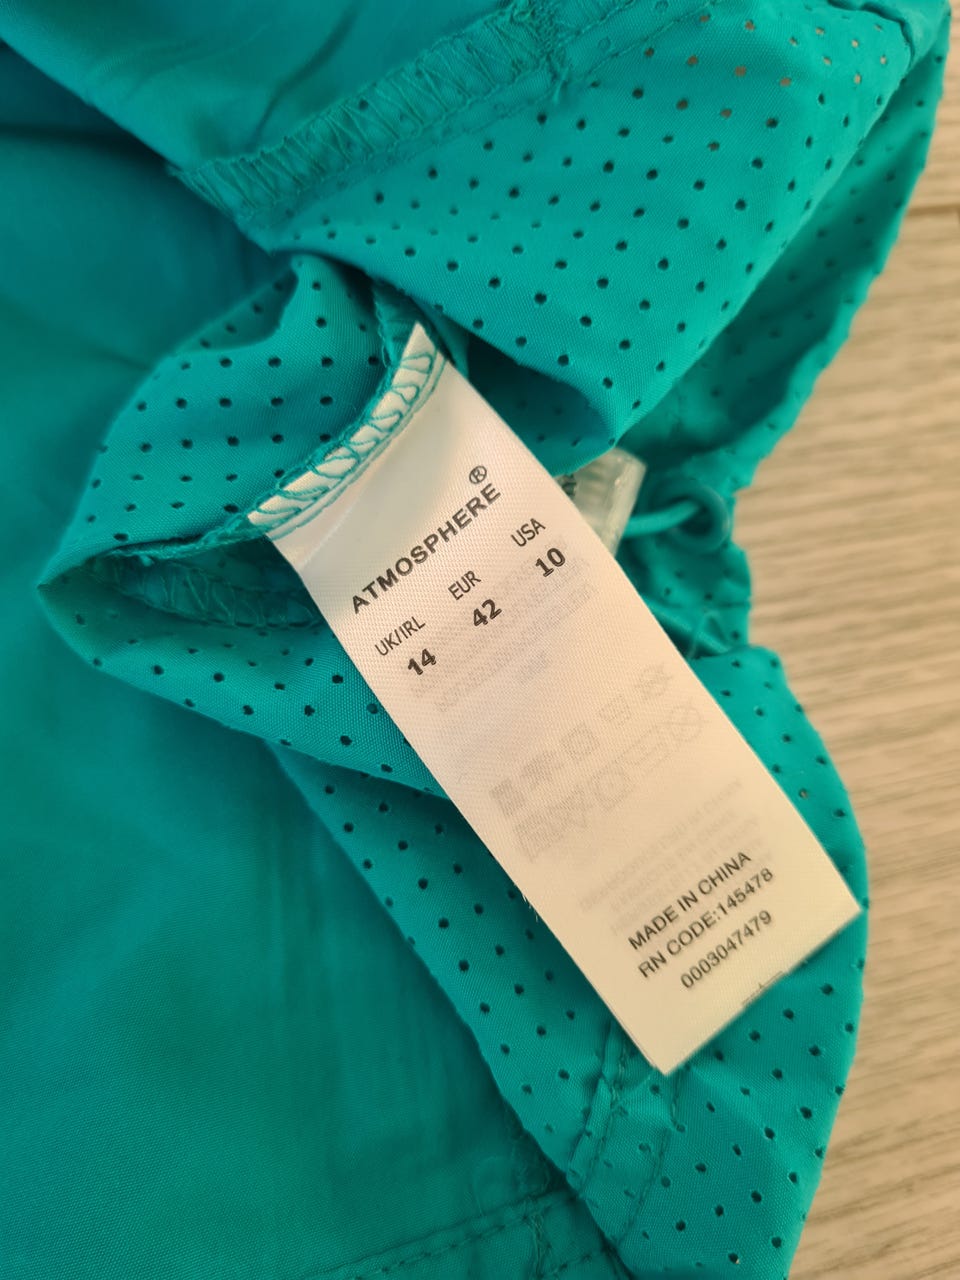 ATMOSPHERE®
UK/IRL EUR USA
14 42 10
MADE IN CHINA
RN CODE:145478
0003047479